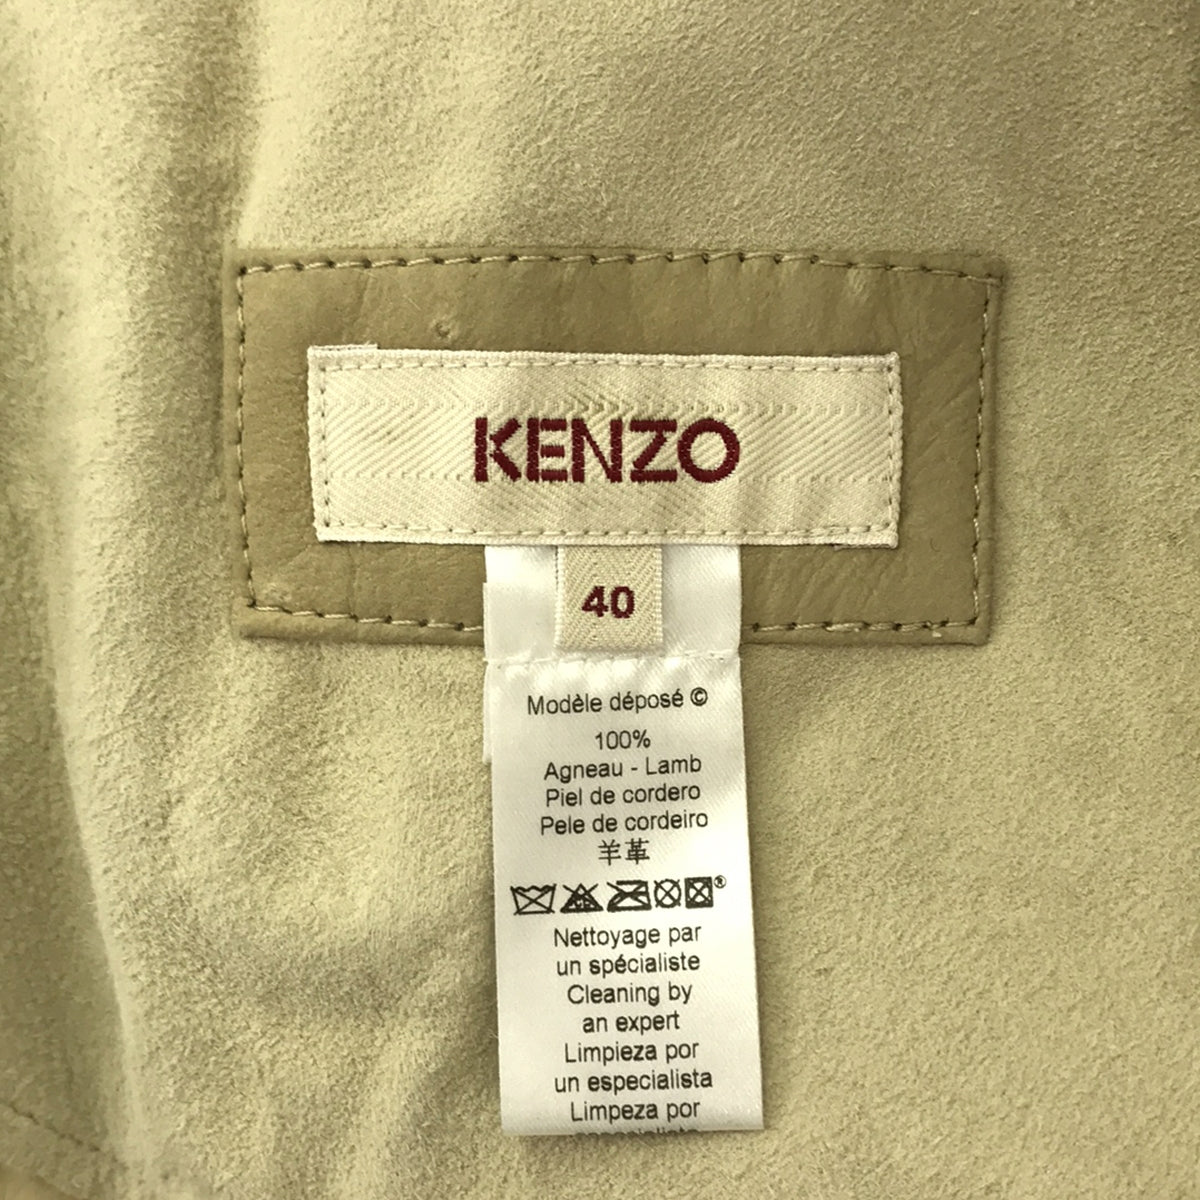 KENZO
40
Modèle déposé ©
100%
Agneau - Lamb
Piel de cordero
Pele de cordeiro
羊革
Nettoyage par
un spécialiste
Cleaning by
an expert
Limpieza por
un especialista
Limpeza por